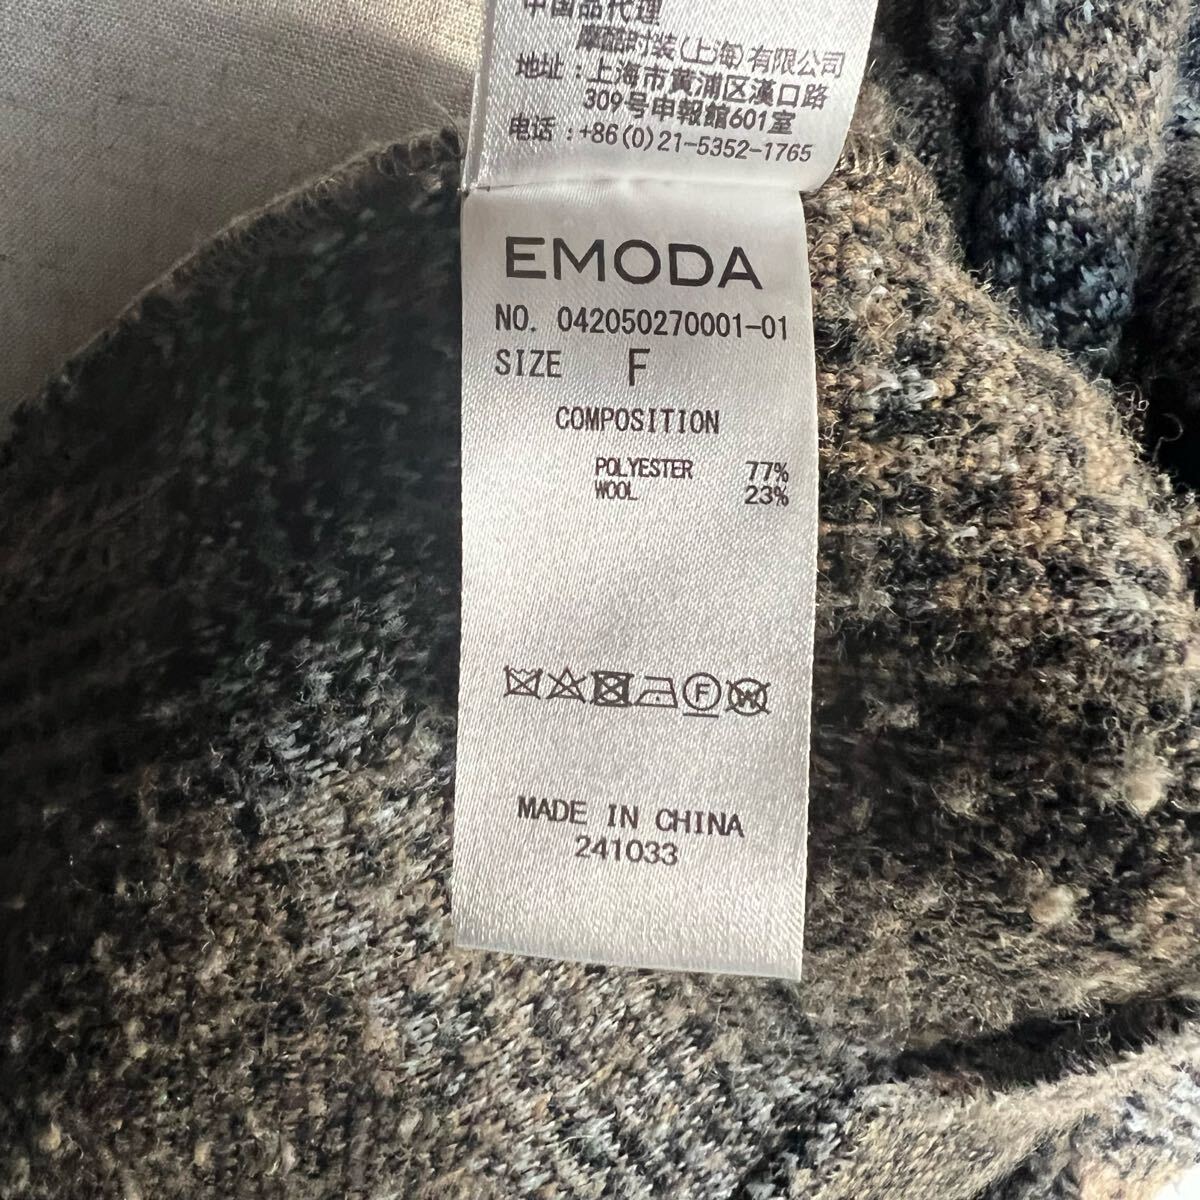 中国品代理
摩酷时装(上海)有限公司
地址:上海市黄浦区漢口路
309号申報館601室
电话:+86(0)21-5352-1765
EMODA
NO. 042050270001-01
SIZE F
COMPOSITION
POLYESTER 77%
WOOL 23%
F W
MADE IN CHINA
241033